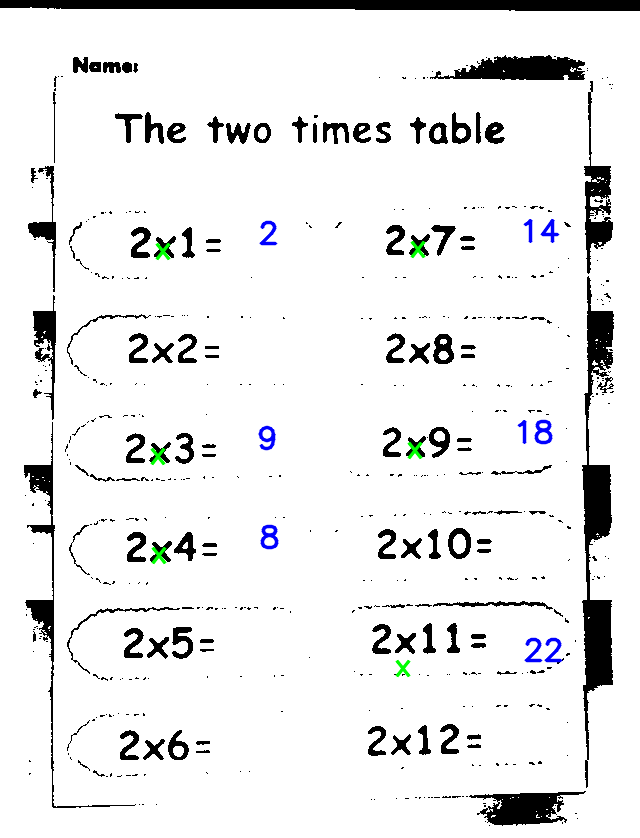 Name:
The two times table
2x1= 2
2x7= 14
2x2=
2x8=
2x3= 9
2x9= 18
2x4= 8
2x10=
2x5=
2x11= 22
x
2x6=
2x12=